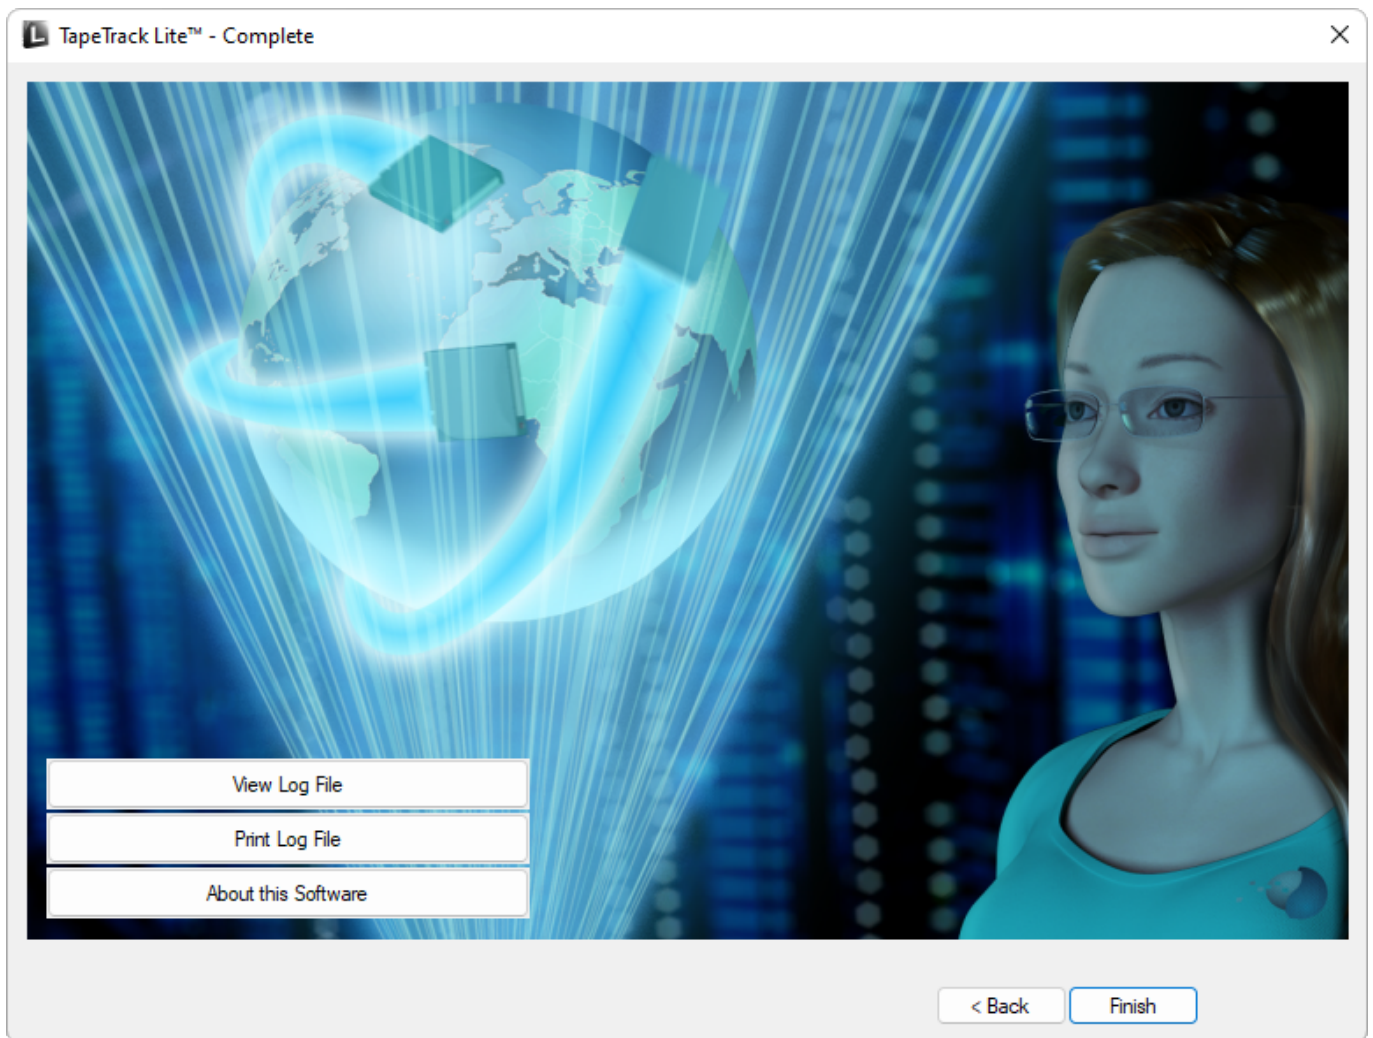 TapeTrack Lite™ - Complete
View Log File
Print Log File
About this Software
< Back
Finish